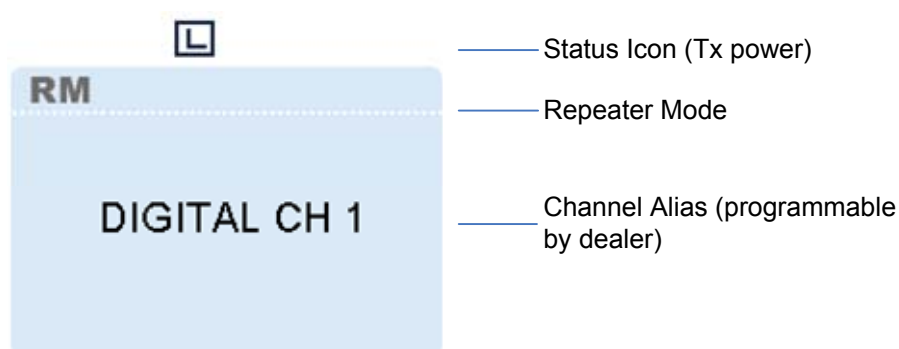 L
Status Icon (Tx power)
RM
Repeater Mode
DIGITAL CH 1
Channel Alias (programmable
by dealer)